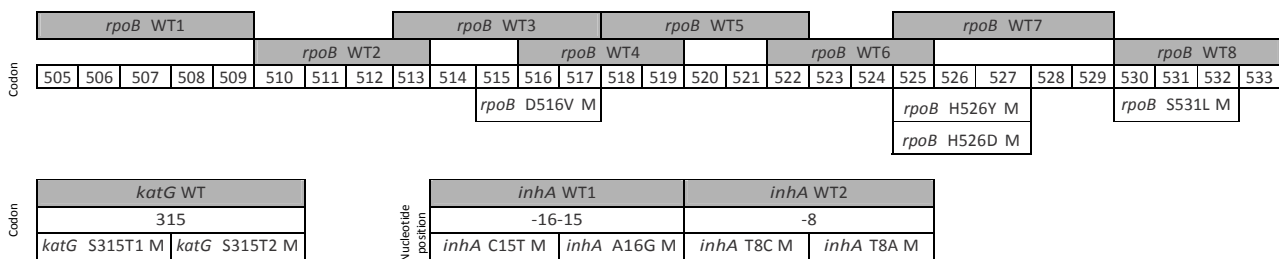 rpoB WT1 rpoB WT3 rpoB WT5 rpoB WT7
rpoB WT2 rpoB WT4 rpoB WT6 rpoB WT8
Codon 505 506 507 508 509 510 511 512 513 514 515 516 517 518 519 520 521 522 523 524 525 526 527 528 529 530 531 532 533
rpoB D516V M rpoB H526Y M rpoB S531L M
rpoB H526D M
katG WT inhA WT1 inhA WT2
Codon 315 Nucleotide position -16-15 -8
katG S315T1 M katG S315T2 M inhA C15T M inhA A16G M inhA T8C M inhA T8A M